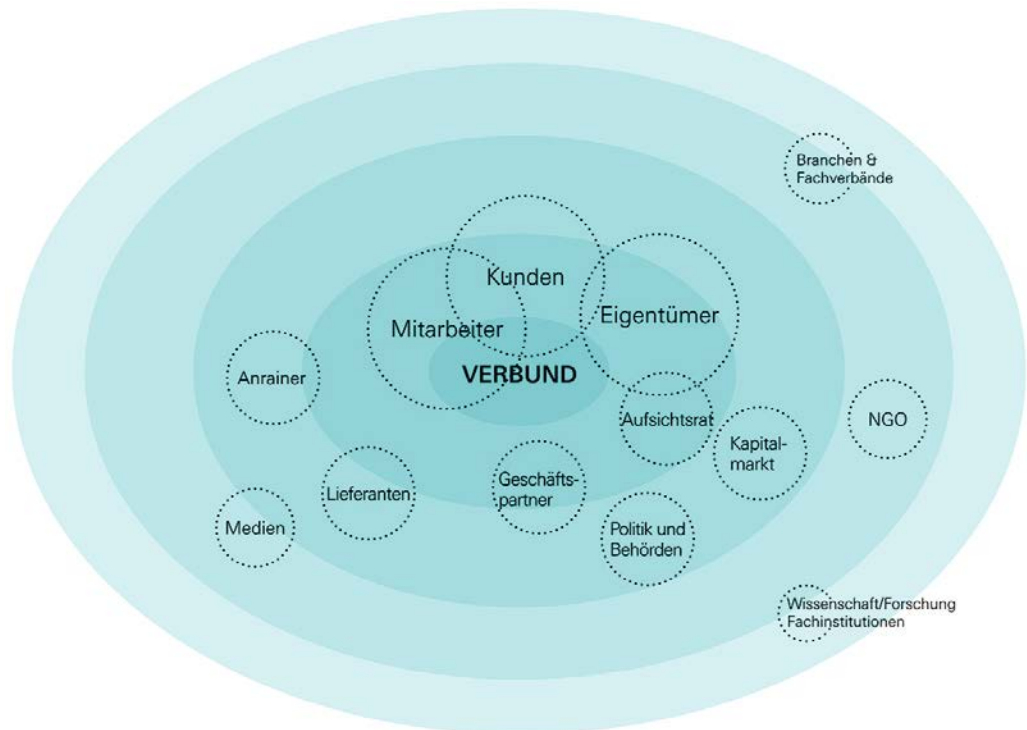 Branchen &
Fachverbände
Kunden
Eigentümer
Mitarbeiter
VERBUND
Anrainer
Aufsichtsrat
NGO
Kapital-
markt
Geschäfts-
partner
Lieferanten
Medien
Politik und
Behörden
Wissenschaft/Forschung
Fachinstitutionen